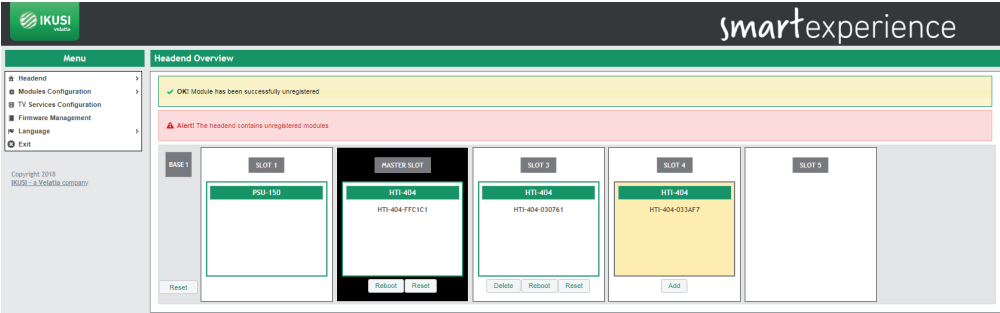 IKUSI
velatia
smartexperience
Menu
Headend
Modules Configuration
TV Services Configuration
Firmware Management
Language
Exit
Copyright 2018
IKUSI - a Velatia company
Headend Overview
OK! Module has been successfully unregistered
Alert! The headend contains unregistered modules
BASE 1
Reset
SLOT 1
PSU-150
MASTER SLOT
HTI-404
HTI-404-FFC1C1
Reboot Reset
SLOT 3
HTI-404
HTI-404-030761
Delete Reboot Reset
SLOT 4
HTI-404
HTI-404-033AF7
Add
SLOT 5